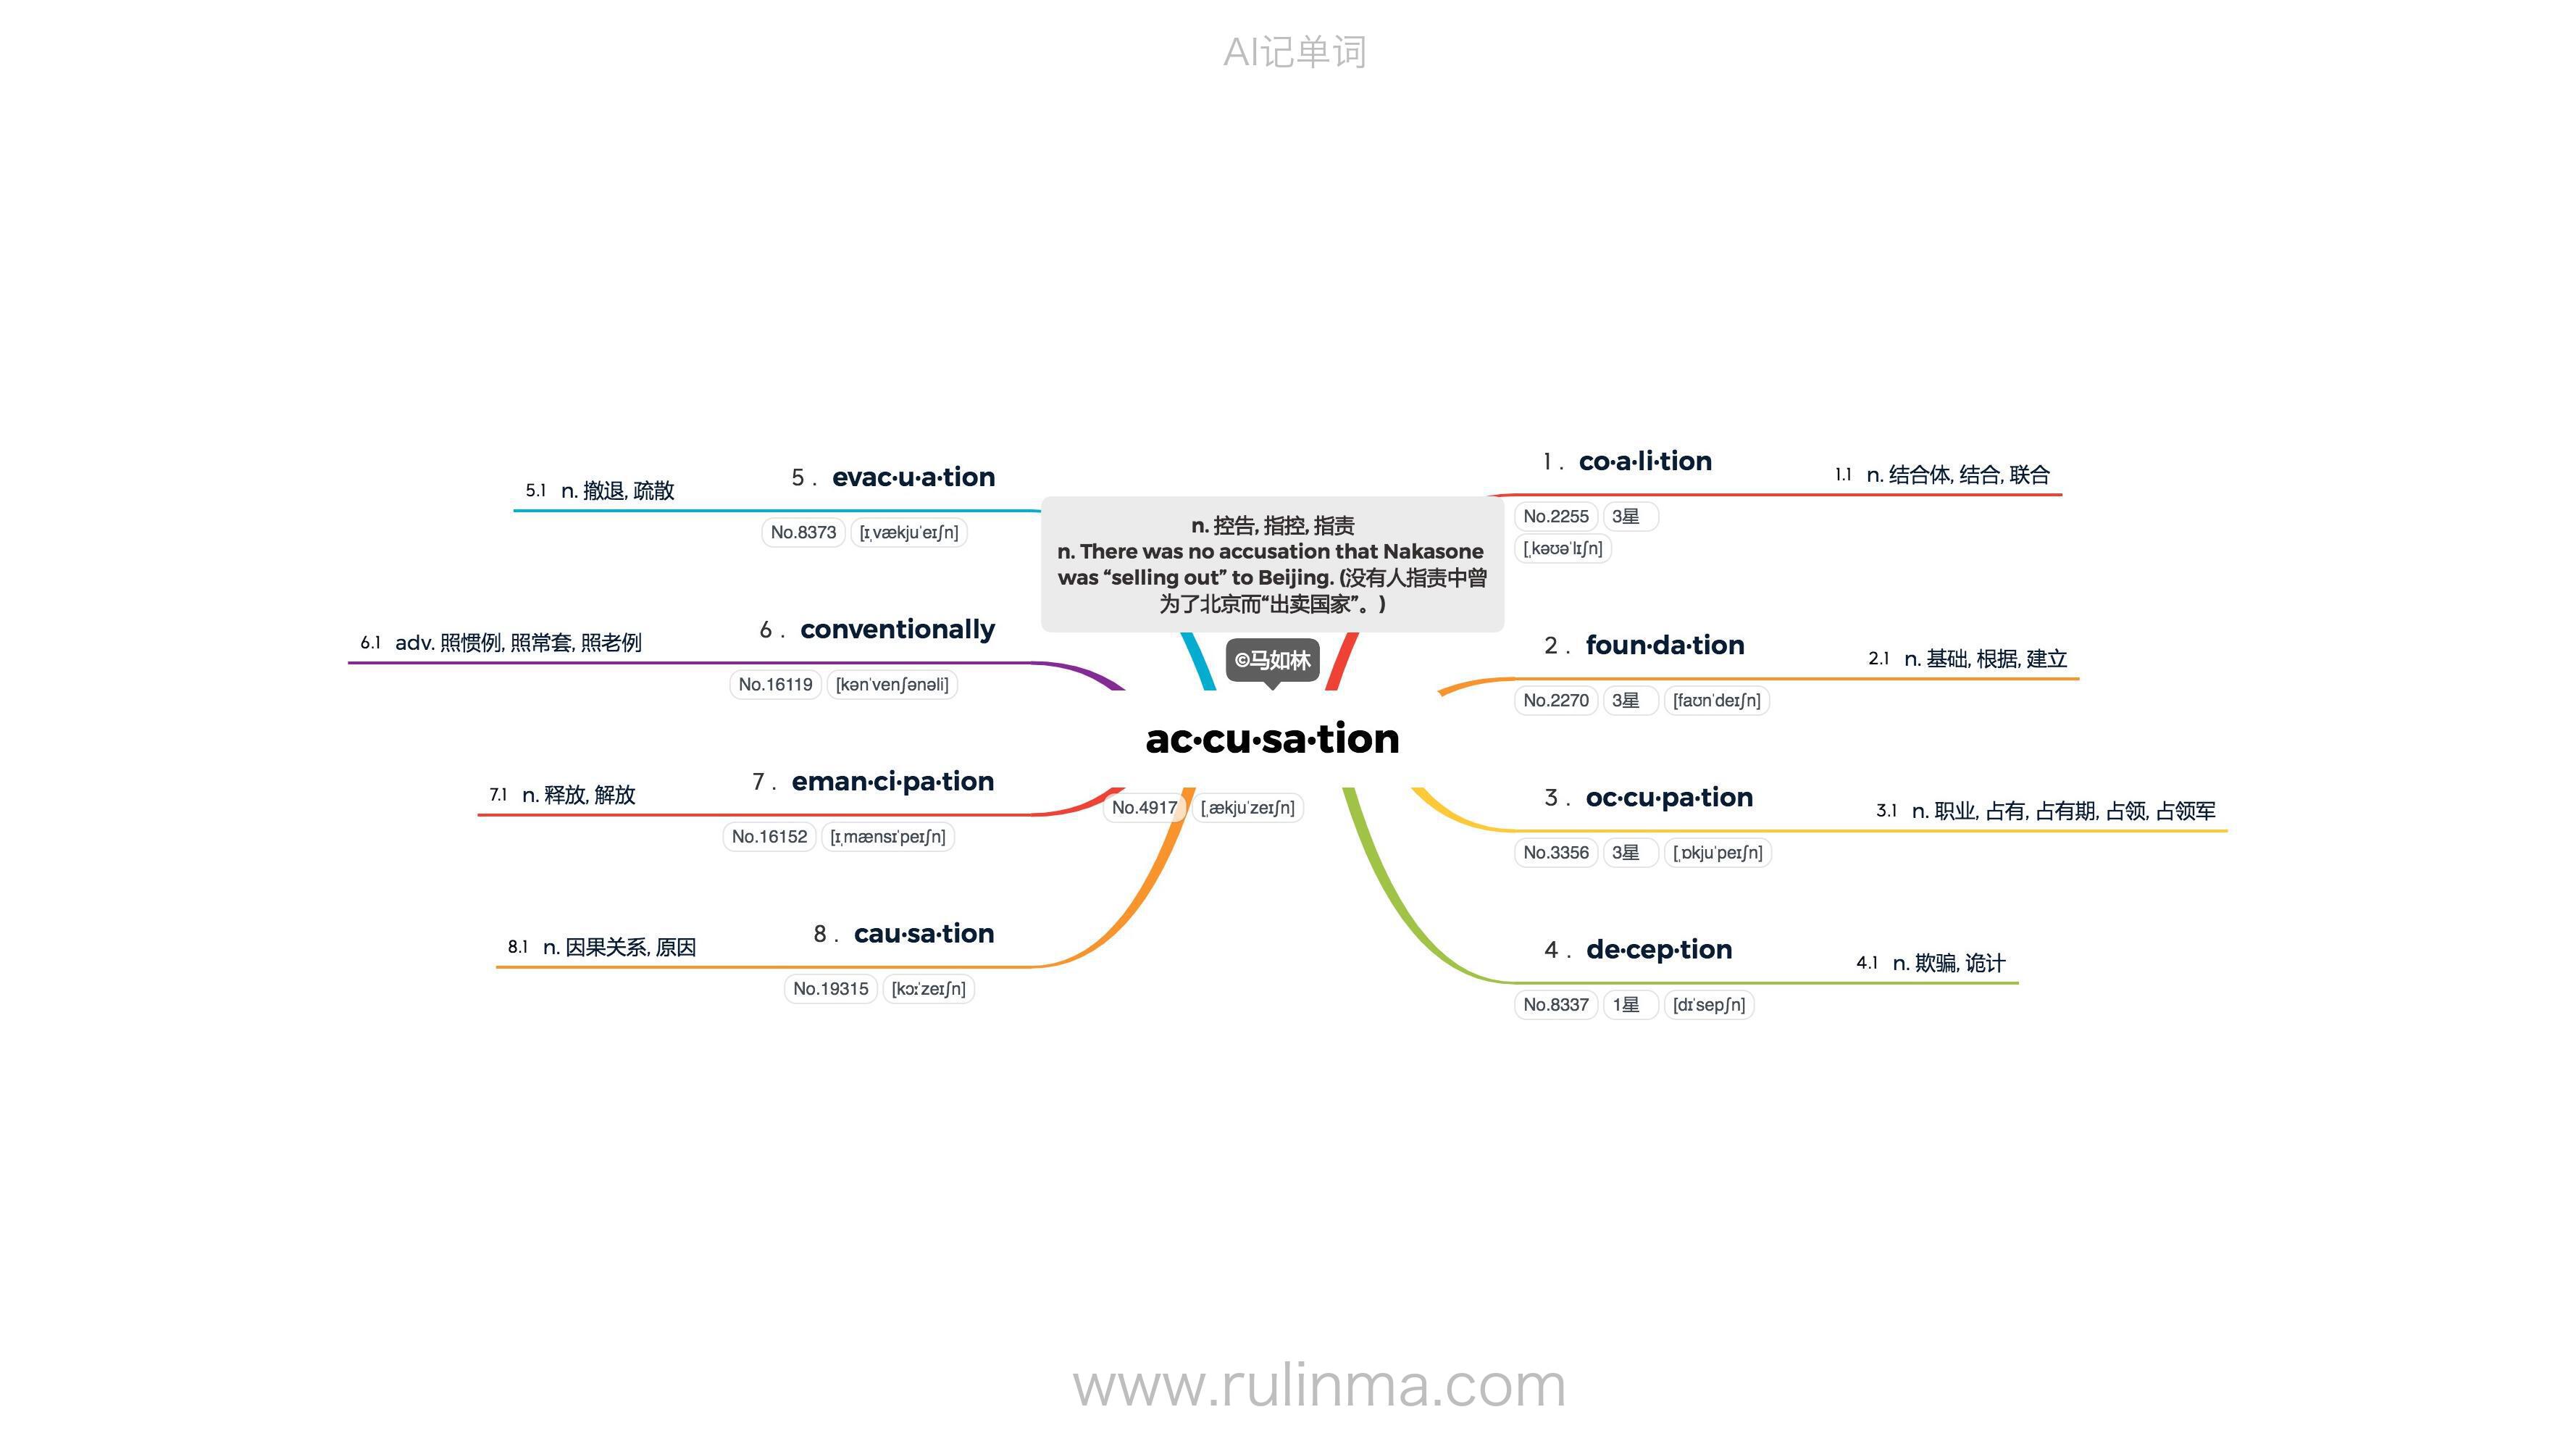 AI记单词
n. 控告, 指控, 指责
n. There was no accusation that Nakasone
was “selling out” to Beijing. (没有人指责中曾
为了北京而“出卖国家”。)
©马如林
ac·cu·sa·tion
No.4917 [ˌækjuˈzeɪʃn]
1 . co·a·li·tion
1.1 n. 结合体, 结合, 联合
No.2255 3星
[ˌkəʊəˈlɪʃn]
2 . foun·da·tion
2.1 n. 基础, 根据, 建立
No.2270 3星 [faʊnˈdeɪʃn]
3 . oc·cu·pa·tion
3.1 n. 职业, 占有, 占有期, 占领, 占领军
No.3356 3星 [ˌɒkjuˈpeɪʃn]
4 . de·cep·tion
4.1 n. 欺骗, 诡计
No.8337 1星 [dɪˈsepʃn]
5 . evac·u·a·tion
5.1 n. 撤退, 疏散
No.8373 [ɪˌvækjuˈeɪʃn]
6 . conventionally
6.1 adv. 照惯例, 照常套, 照老例
No.16119 [kənˈvenʃənəli]
7 . eman·ci·pa·tion
7.1 n. 释放, 解放
No.16152 [ɪˌmænsɪˈpeɪʃn]
8 . cau·sa·tion
8.1 n. 因果关系, 原因
No.19315 [kɔːˈzeɪʃn]
www.rulinma.com